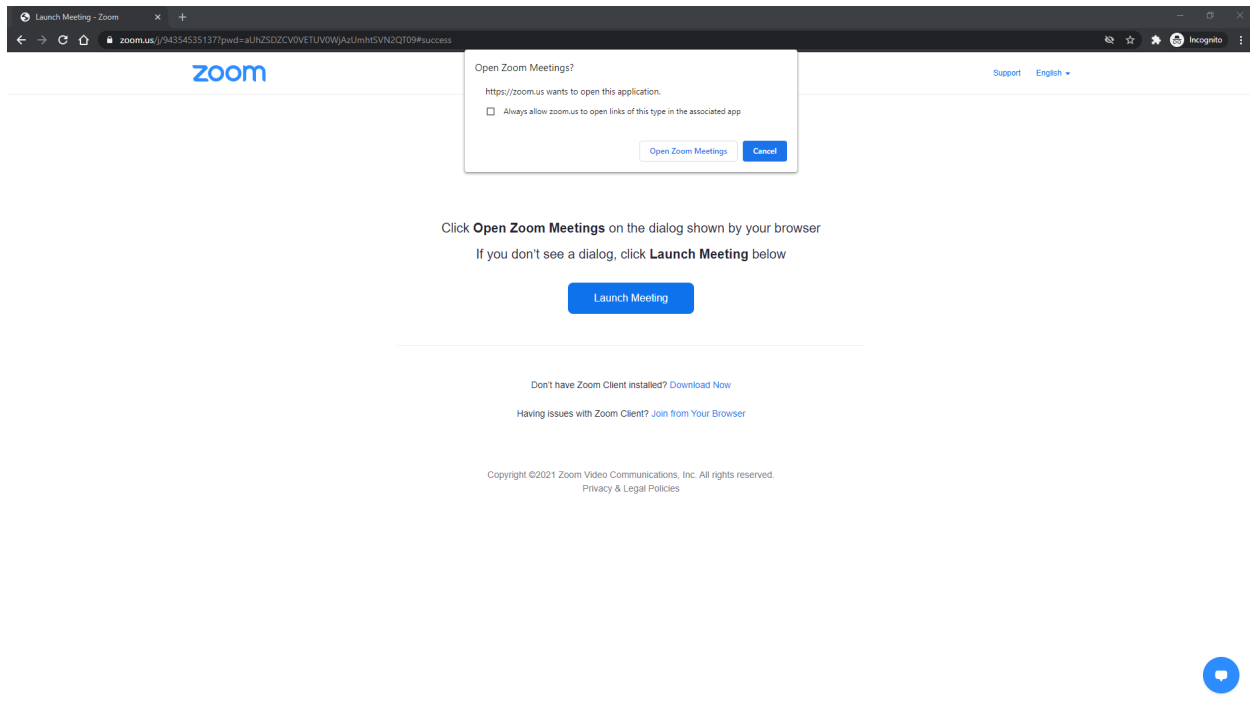 Launch Meeting - Zoom
zoom.us/j/94354535137?pwd=aUhZSDZCV0VETUV0WjAzUmhtSVN2QT09#success
Incognito
zoom
Support English
Open Zoom Meetings?
https://zoom.us wants to open this application.
Always allow zoom.us to open links of this type in the associated app
Open Zoom Meetings Cancel
Click Open Zoom Meetings on the dialog shown by your browser
If you don't see a dialog, click Launch Meeting below
Launch Meeting
Don't have Zoom Client installed? Download Now
Having issues with Zoom Client? Join from Your Browser
Copyright ©2021 Zoom Video Communications, Inc. All rights reserved.
Privacy & Legal Policies